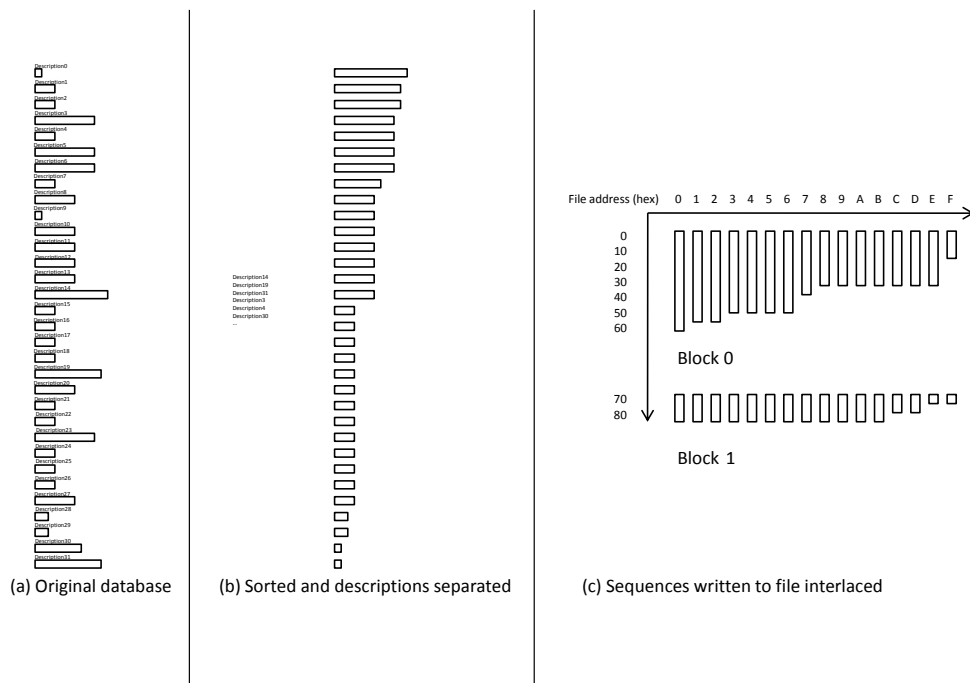 Description0
Description1
Description2
Description3
Description4
Description5
Description6
Description7
Description8
Description9
Description10
Description11
Description12
Description13
Description14
Description15
Description16
Description17
Description18
Description19
Description20
Description21
Description22
Description23
Description24
Description25
Description26
Description27
Description28
Description29
Description30
Description31
(a) Original database
Description14
Description19
Description31
Description3
Description4
Description30
...
(b) Sorted and descriptions separated
File address (hex) 0 1 2 3 4 5 6 7 8 9 A B C D E F
0
10
20
30
40
50
60
Block 0
70
80
Block 1
(c) Sequences written to file interlaced